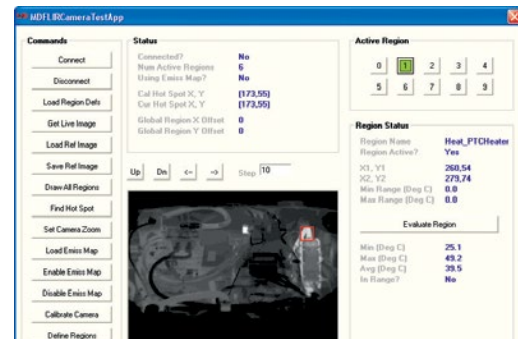 MDFLIRCameraTestApp
Commands
Connect
Disconnect
Load Region Defs
Get Live Image
Load Ref Image
Save Ref Image
Draw All Regions
Find Hot Spot
Set Camera Zoom
Load Emiss Map
Enable Emiss Map
Disable Emiss Map
Calibrate Camera
Define Regions
Status
Connected? No
Num Active Regions 6
Using Emiss Map? No
Cal Hot Spot X, Y (173,55)
Cur Hot Spot X, Y (173,55)
Global Region X Offset 0
Global Region Y Offset 0
Up Dn <- -> Step 10
Active Region
0 1 2 3 4
5 6 7 8 9
Region Status
Region Name Heat_PTCHeater
Region Active? Yes
X1, Y1 260,54
X2, Y2 279,74
Min Range (Deg C) 0.0
Max Range (Deg C) 0.0
Evaluate Region
Min (Deg C) 25.1
Max (Deg C) 49.2
Avg (Deg C) 39.5
In Range? No